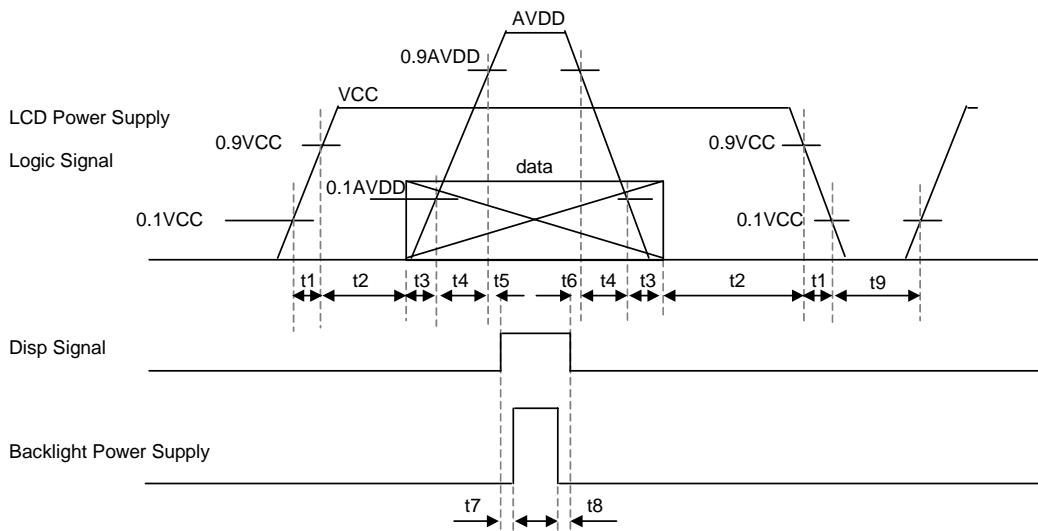 AVDD
0.9AVDD
VCC
LCD Power Supply
0.9VCC
0.9VCC
Logic Signal
data
0.1AVDD
0.1VCC
0.1VCC
t1 t2 t3 t4 t5 t6 t4 t3 t2 t1 t9
Disp Signal
Backlight Power Supply
t7 t8